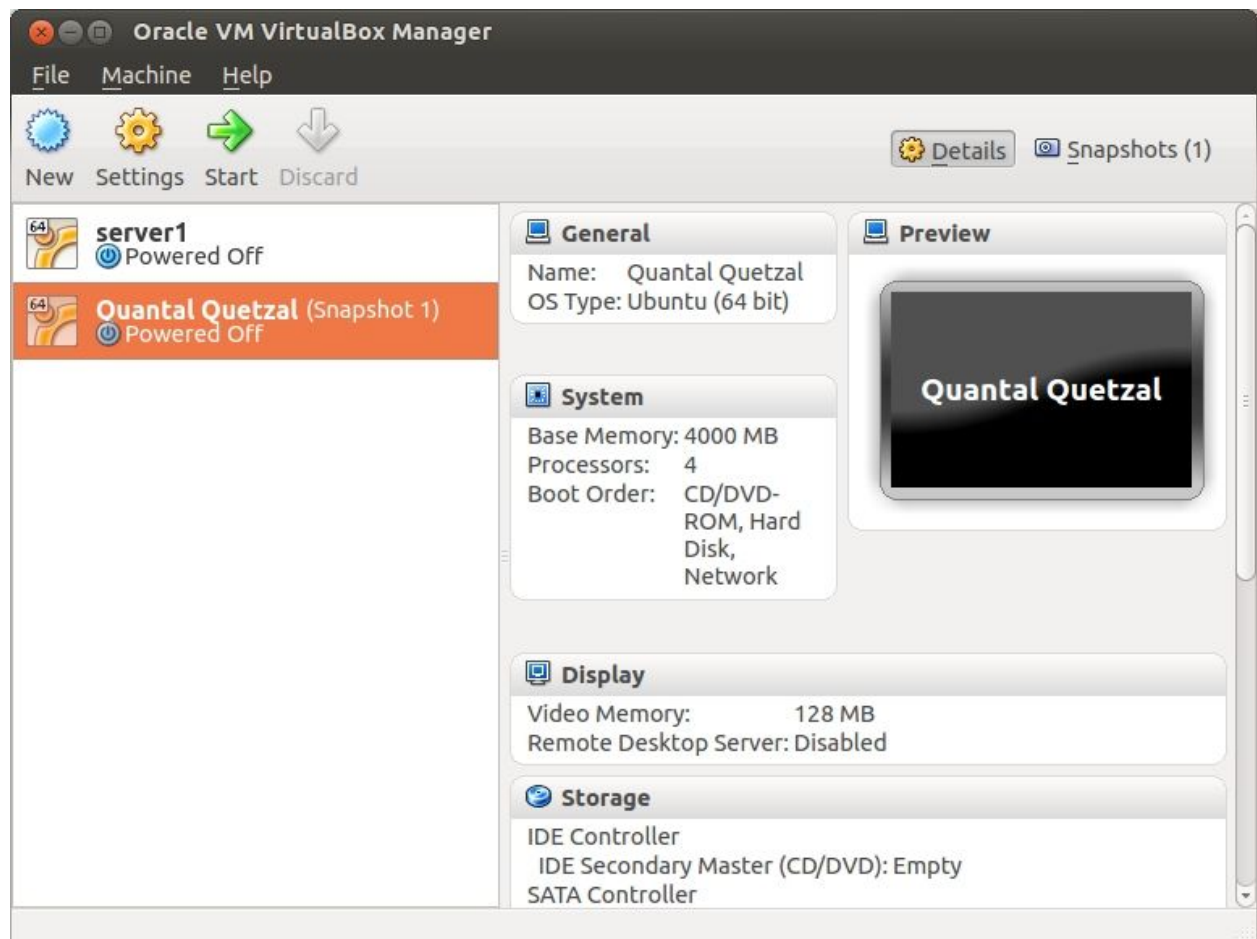 Oracle VM VirtualBox Manager
File Machine Help
New Settings Start Discard
Details Snapshots (1)
64
server1
Powered Off
64
Quantal Quetzal (Snapshot 1)
Powered Off
General
Name: Quantal Quetzal
OS Type: Ubuntu (64 bit)
Preview
Quantal Quetzal
System
Base Memory: 4000 MB
Processors: 4
Boot Order: CD/DVD-
ROM, Hard
Disk,
Network
Display
Video Memory: 128 MB
Remote Desktop Server: Disabled
Storage
IDE Controller
IDE Secondary Master (CD/DVD): Empty
SATA Controller